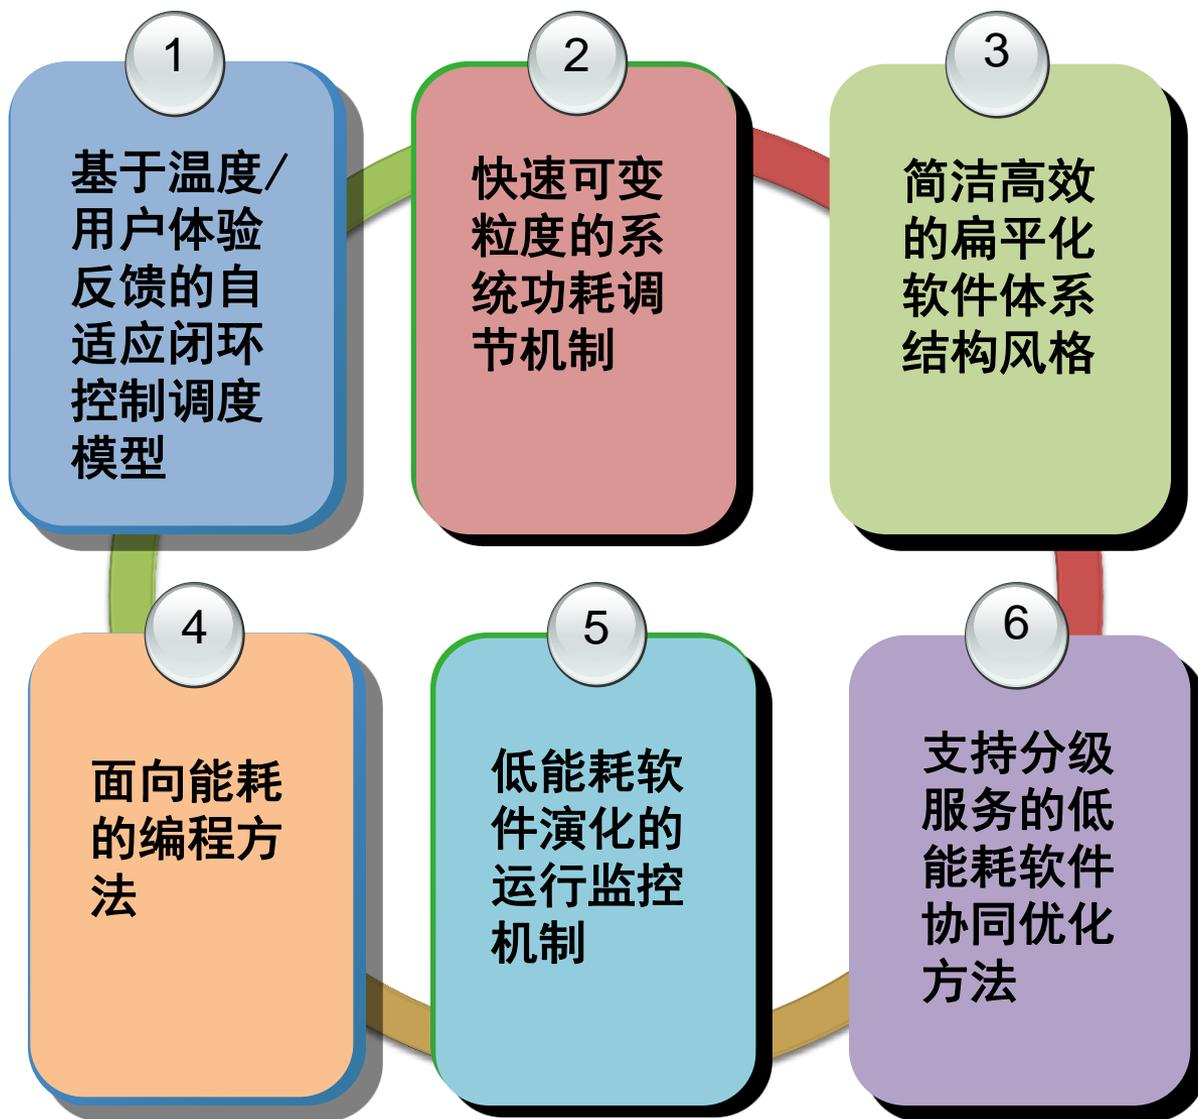 1
基于温度/
用户体验
反馈的自
适应闭环
控制调度
模型
2
快速可变
粒度的系
统功耗调
节机制
3
简洁高效
的扁平化
软件体系
结构风格
4
面向能耗
的编程方
法
5
低能耗软
件演化的
运行监控
机制
6
支持分级
服务的低
能耗软件
协同优化
方法